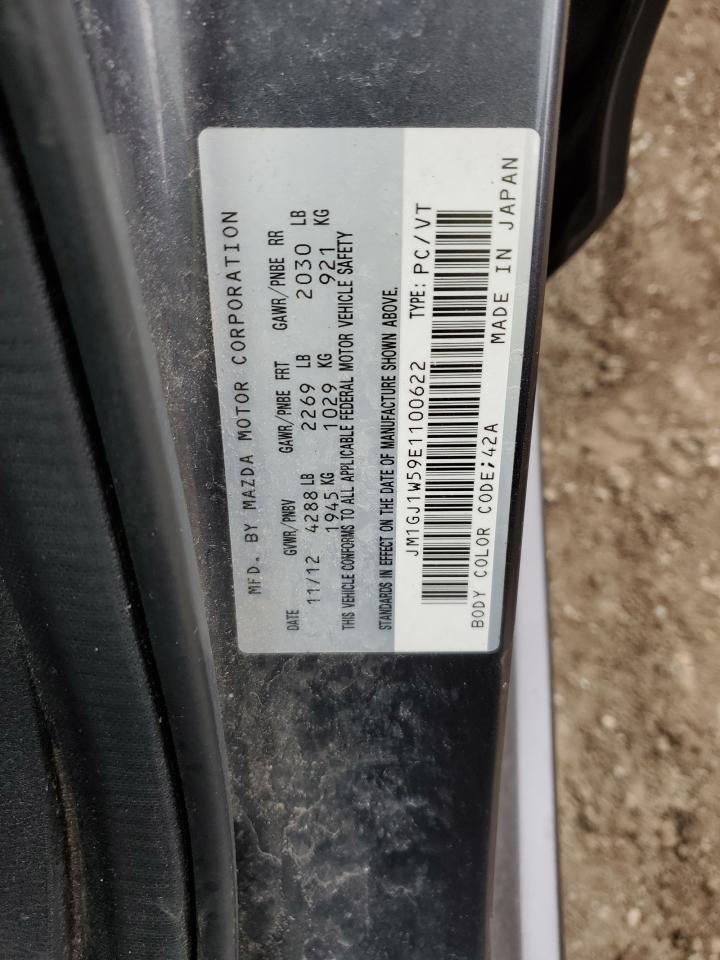 MFD. BY MAZDA MOTOR CORPORATION
DATE GVWR/PNBV GAWR/PNBE FRT GAWR/PNBE RR
11/12 4288 LB 2269 LB 2030 LB
1945 KG 1029 KG 921 KG
THIS VEHICLE CONFORMS TO ALL APPLICABLE FEDERAL MOTOR VEHICLE SAFETY
STANDARDS IN EFFECT ON THE DATE OF MANUFACTURE SHOWN ABOVE.
JM1GJ1W59E1100622 TYPE: PC/VT
BODY COLOR CODE;42A MADE IN JAPAN